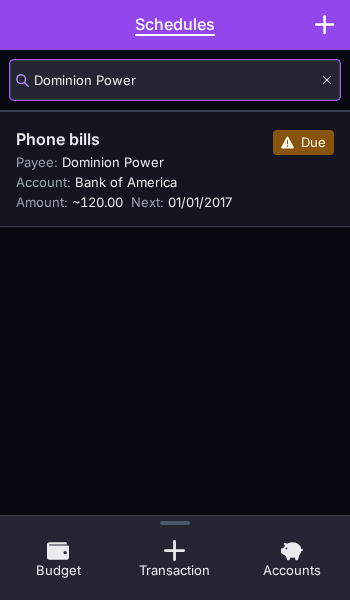 Schedules
Dominion Power
Phone bills
Due
Payee: Dominion Power
Account: Bank of America
Amount: ~120.00 Next: 01/01/2017
Budget
Transaction
Accounts